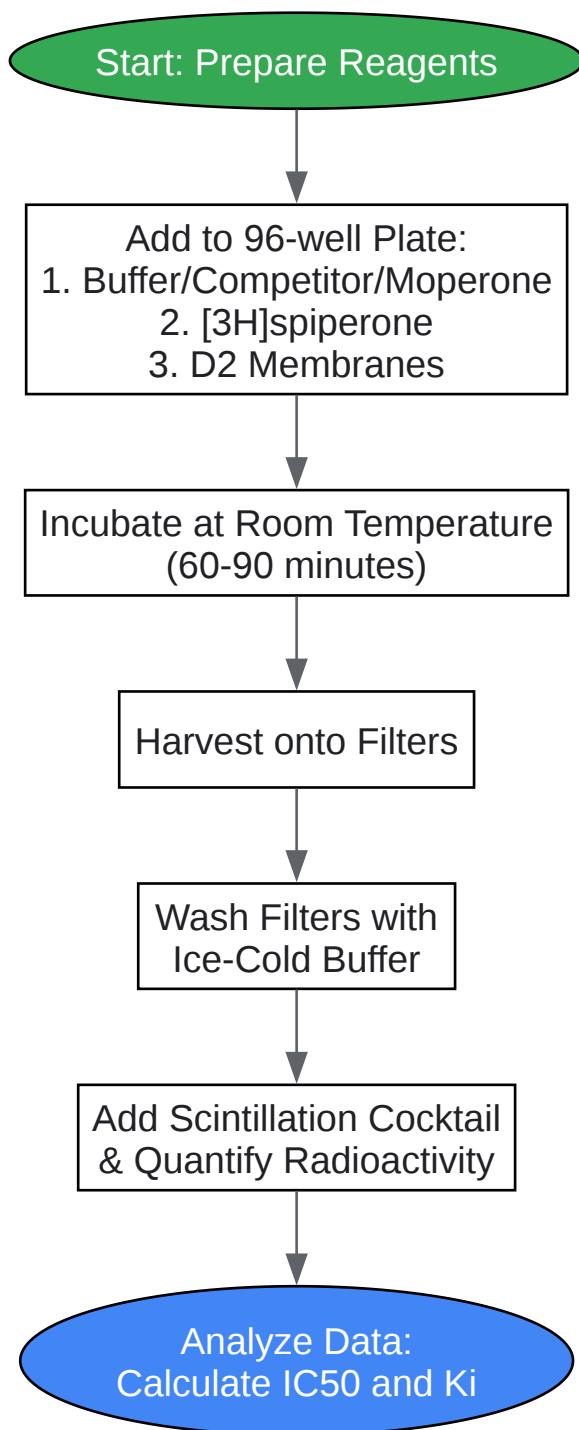 Start: Prepare Reagents
Add to 96-well Plate:
1. Buffer/Competitor/Moperone
2. [3H]spiperone
3. D2 Membranes
Incubate at Room Temperature
(60-90 minutes)
Harvest onto Filters
Wash Filters with
Ice-Cold Buffer
Add Scintillation Cocktail
& Quantify Radioactivity
Analyze Data:
Calculate IC50 and Ki